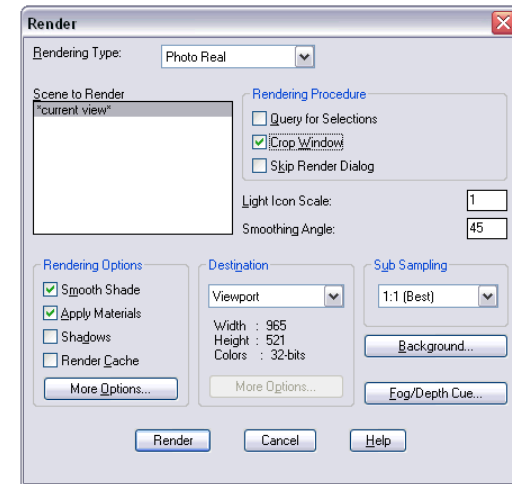 Render
Rendering Type:
Photo Real
Scene to Render
*current view*
Rendering Procedure
Query for Selections
Crop Window
Skip Render Dialog
Light Icon Scale:
1
Smoothing Angle:
45
Rendering Options
Smooth Shade
Apply Materials
Shadows
Render Cache
More Options...
Destination
Viewport
Width : 965
Height : 521
Colors : 32-bits
More Options...
Sub Sampling
1:1 (Best)
Background...
Fog/Depth Cue...
Render
Cancel
Help